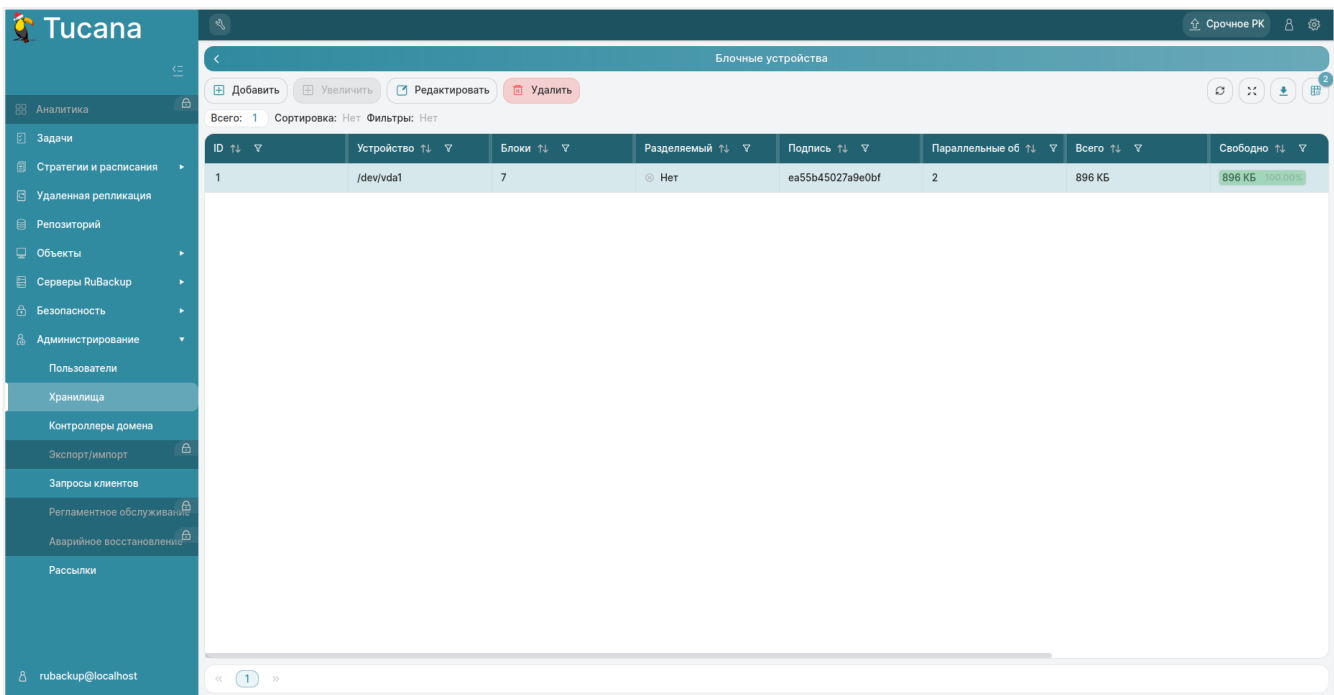 Tucana
Срочное РК
Блочные устройства
Добавить
Увеличить
Редактировать
Удалить
2
Всего: 1 Сортировка: Нет Фильтры: Нет
ID Устройство Блоки Разделяемый Подпись Параллельные об Всего Свободно
1 /dev/vda1 7 Нет ea55b45027a9e0bf 2 896 КБ 896 КБ 100.00%
Аналитика
Задачи
Стратегии и расписания
Удаленная репликация
Репозиторий
Объекты
Серверы RuBackup
Безопасность
Администрирование
Пользователи
Хранилища
Контроллеры домена
Экспорт/импорт
Запросы клиентов
Регламентное обслуживание
Аварийное восстановление
Рассылки
rubackup@localhost
« 1 »